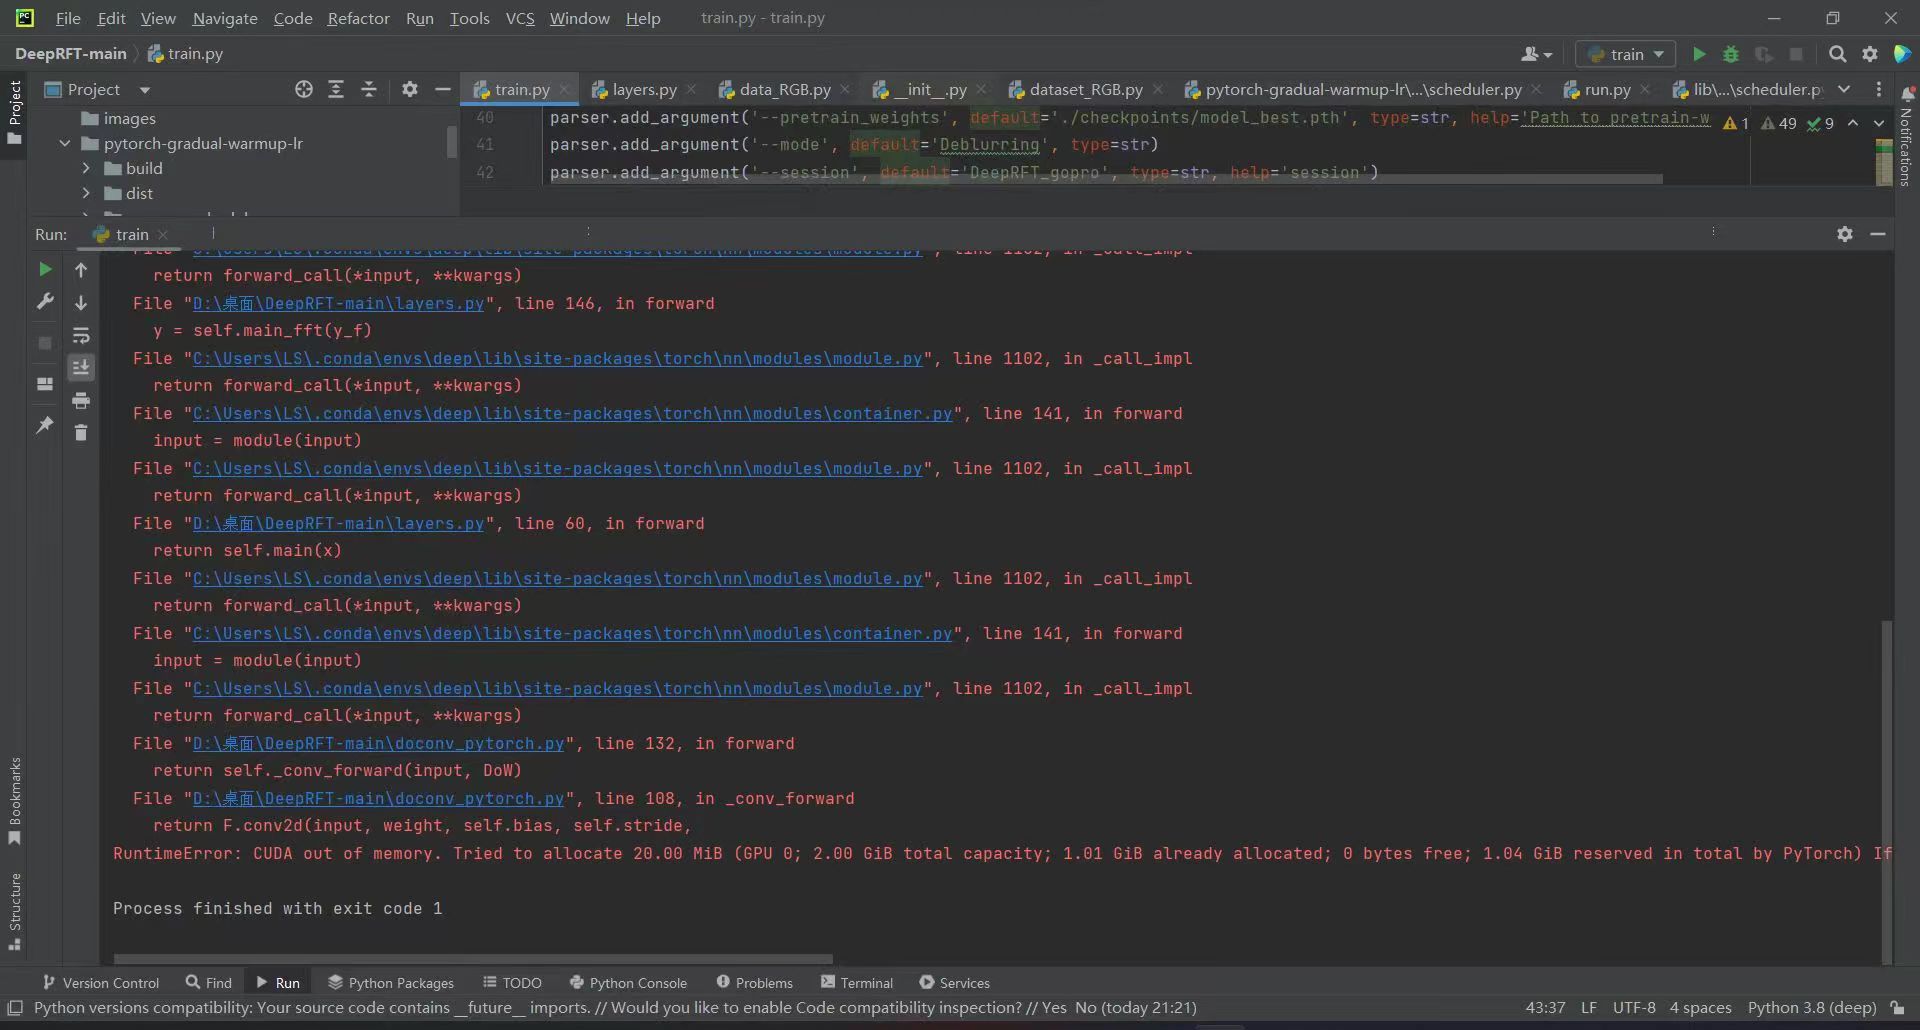 File Edit View Navigate Code Refactor Run Tools VCS Window Help train.py - train.py
DeepRFT-main train.py train
Project train.py layers.py data_RGB.py __init__.py dataset_RGB.py pytorch-gradual-warmup-lr\...\scheduler.py run.py lib\...\scheduler.p
images
pytorch-gradual-warmup-lr
build
dist
40 parser.add_argument('--pretrain_weights', default='./checkpoints/model_best.pth', type=str, help='Path to pretrain-w 1 49 9
41 parser.add_argument('--mode', default='Deblurring', type=str)
42 parser.add_argument('--session', default='DeepRFT_gopro', type=str, help='session')
Run: train
File "C:\Users\LS\.conda\envs\deep\lib\site-packages\torch\nn\modules\module.py", line 1102, in _call_impl
return forward_call(*input, **kwargs)
File "D:\桌面\DeepRFT-main\layers.py", line 146, in forward
y = self.main_fft(y_f)
File "C:\Users\LS\.conda\envs\deep\lib\site-packages\torch\nn\modules\module.py", line 1102, in _call_impl
return forward_call(*input, **kwargs)
File "C:\Users\LS\.conda\envs\deep\lib\site-packages\torch\nn\modules\container.py", line 141, in forward
input = module(input)
File "C:\Users\LS\.conda\envs\deep\lib\site-packages\torch\nn\modules\module.py", line 1102, in _call_impl
return forward_call(*input, **kwargs)
File "D:\桌面\DeepRFT-main\layers.py", line 60, in forward
return self.main(x)
File "C:\Users\LS\.conda\envs\deep\lib\site-packages\torch\nn\modules\module.py", line 1102, in _call_impl
return forward_call(*input, **kwargs)
File "C:\Users\LS\.conda\envs\deep\lib\site-packages\torch\nn\modules\container.py", line 141, in forward
input = module(input)
File "C:\Users\LS\.conda\envs\deep\lib\site-packages\torch\nn\modules\module.py", line 1102, in _call_impl
return forward_call(*input, **kwargs)
File "D:\桌面\DeepRFT-main\doconv_pytorch.py", line 132, in forward
return self._conv_forward(input, DoW)
File "D:\桌面\DeepRFT-main\doconv_pytorch.py", line 108, in _conv_forward
return F.conv2d(input, weight, self.bias, self.stride,
RuntimeError: CUDA out of memory. Tried to allocate 20.00 MiB (GPU 0; 2.00 GiB total capacity; 1.01 GiB already allocated; 0 bytes free; 1.04 GiB reserved in total by PyTorch) If
Process finished with exit code 1
Project
Bookmarks
Structure
Notifications
Version Control Find Run Python Packages TODO Python Console Problems Terminal Services
Python versions compatibility: Your source code contains __future__ imports. // Would you like to enable Code compatibility inspection? // Yes No (today 21:21) 43:37 LF UTF-8 4 spaces Python 3.8 (deep)